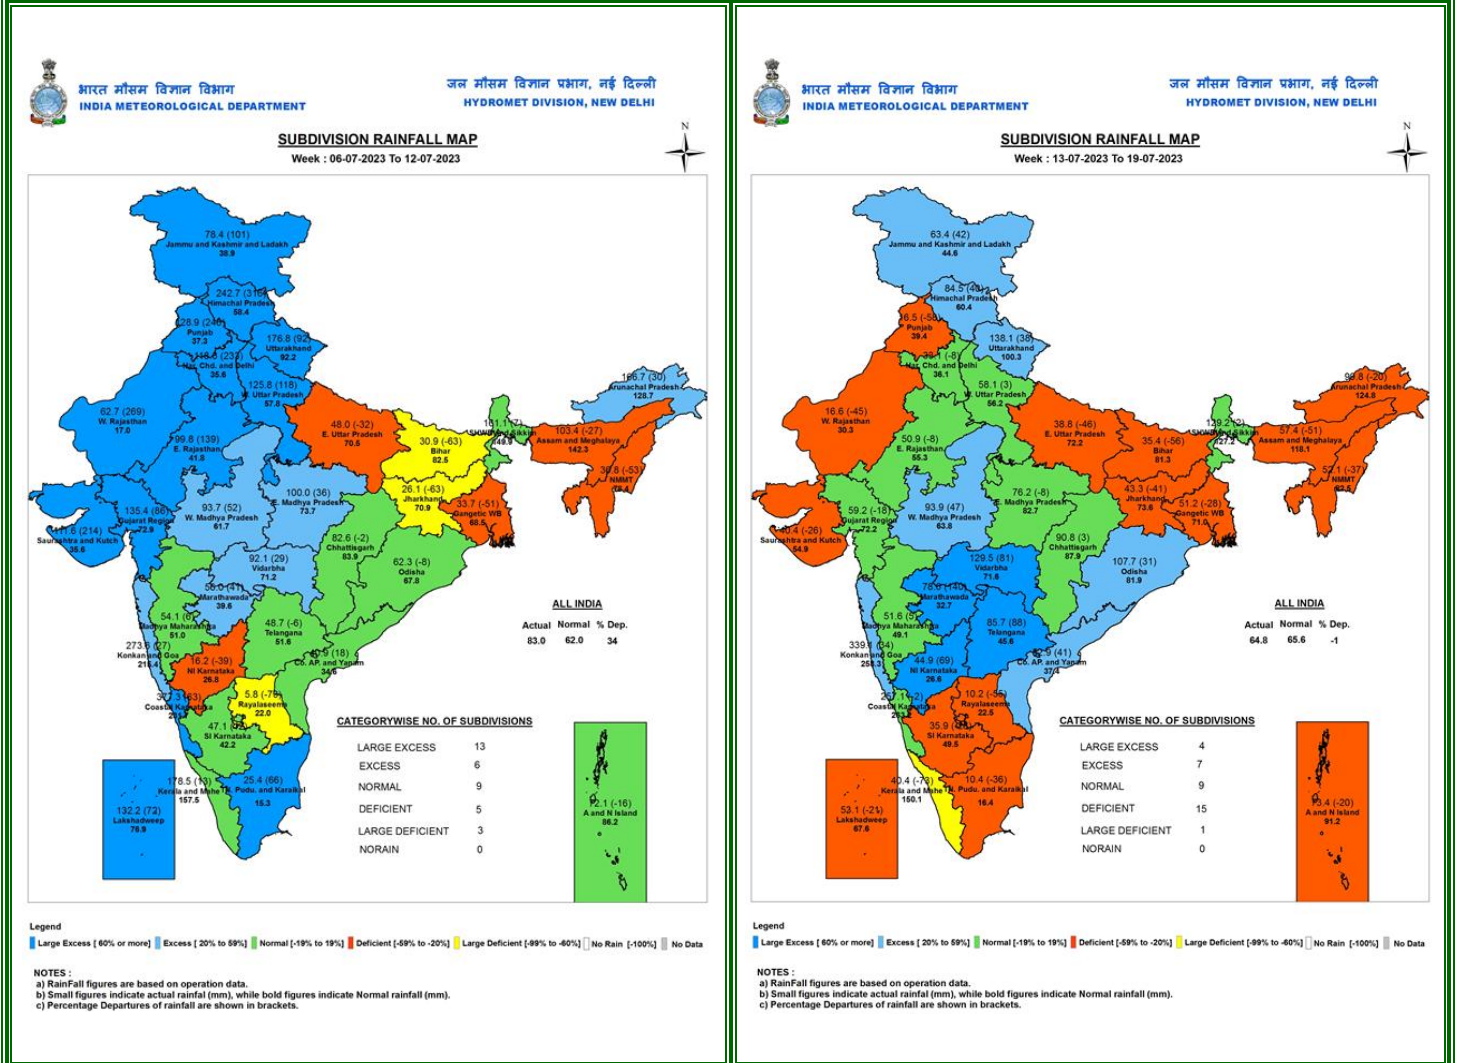 भारत मौसम विज्ञान विभाग
INDIA METEOROLOGICAL DEPARTMENT
जल मौसम विज्ञान प्रभाग, नई दिल्ली
HYDROMET DIVISION, NEW DELHI
SUBDIVISION RAINFALL MAP
Week : 06-07-2023 To 12-07-2023
N
78.4 (101)
Jammu and Kashmir and Ladakh
38.9
Himachal Pradesh
58.4
Punjab
37.3
176.8 (92)
Uttarakhand
92.2
Har. Chd. and Delhi
35.6
125.8 (118)
W. Uttar Pradesh
57.8
62.7 (269)
W. Rajasthan
17.0
99.8 (139)
E. Rajasthan
41.8
48.0 (-32)
E. Uttar Pradesh
70.5
30.9 (-63)
Bihar
82.5
166.7 (30)
Arunachal Pradesh
128.7
103.4 (-27)
Assam and Meghalaya
142.3
NMMT
26.1 (-63)
Jharkhand
70.9
33.7 (-51)
Gangetic WB
68.5
100.0 (36)
E. Madhya Pradesh
73.7
93.7 (52)
W. Madhya Pradesh
61.7
135.4 (86)
Gujarat Region
72.9
Saurashtra and Kutch
35.6
82.6 (-2)
Chhattisgarh
83.9
62.3 (-8)
Odisha
67.8
92.1 (29)
Vidarbha
71.2
Marathawada
39.6
Madhya Maharashtra
51.0
48.7 (-6)
Telangana
51.6
Konkan and Goa
16.2 (-39)
NI Karnataka
26.8
Co. AP. and Yanam
34.6
Coastal Karnataka
Rayalaseema
22.0
SI Karnataka
42.2
178.5 (13)
Kerala and Mahe
157.5
25.4 (66)
TN. Pudu. and Karaikal
15.3
132.2 (72)
Lakshadweep
76.9
A and N Island
86.2
ALL INDIA
Actual Normal % Dep.
83.0 62.0 34
CATEGORYWISE NO. OF SUBDIVISIONS
LARGE EXCESS 13
EXCESS 6
NORMAL 9
DEFICIENT 5
LARGE DEFICIENT 3
NORAIN 0
Legend
Large Excess [ 60% or more] Excess [ 20% to 59%] Normal [-19% to 19%] Deficient [-59% to -20%] Large Deficient [-99% to -60%] No Rain [-100%] No Data
NOTES :
a) RainFall figures are based on operation data.
b) Small figures indicate actual rainfal (mm), while bold figures indicate Normal rainfall (mm).
c) Percentage Departures of rainfall are shown in brackets.
भारत मौसम विज्ञान विभाग
INDIA METEOROLOGICAL DEPARTMENT
जल मौसम विज्ञान प्रभाग, नई दिल्ली
HYDROMET DIVISION, NEW DELHI
SUBDIVISION RAINFALL MAP
Week : 13-07-2023 To 19-07-2023
N
63.4 (42)
Jammu and Kashmir and Ladakh
44.6
84.5 (40)
Himachal Pradesh
60.4
Punjab
39.4
138.1 (38)
Uttarakhand
100.3
Har. Chd. and Delhi
36.1
58.1 (3)
W. Uttar Pradesh
56.2
16.6 (-45)
W. Rajasthan
30.3
50.9 (-8)
E. Rajasthan
55.3
38.8 (-46)
E. Uttar Pradesh
72.2
35.4 (-56)
Bihar
81.3
Arunachal Pradesh
124.8
57.4 (-51)
Assam and Meghalaya
118.1
52.1 (-37)
NMMT
43.3 (-41)
Jharkhand
73.6
51.2 (-28)
Gangetic WB
71.0
76.2 (-8)
E. Madhya Pradesh
82.7
93.9 (47)
W. Madhya Pradesh
63.8
59.2 (-18)
Gujarat Region
72.2
Saurashtra and Kutch
54.9
90.8 (3)
Chhattisgarh
87.9
107.7 (31)
Odisha
81.9
129.5 (81)
Vidarbha
71.6
Marathawada
32.7
51.6 (5)
Madhya Maharashtra
49.1
85.7 (88)
Telangana
45.6
Konkan and Goa
44.9 (69)
NI Karnataka
26.6
Co. AP. and Yanam
37.4
Coastal Karnataka
10.2 (-55)
Rayalaseema
22.5
SI Karnataka
49.5
40.4 (-73)
Kerala and Mahe
150.1
10.4 (-36)
TN. Pudu. and Karaikal
16.4
53.1 (-21)
Lakshadweep
67.6
A and N Island
91.2
ALL INDIA
Actual Normal % Dep.
64.8 65.6 -1
CATEGORYWISE NO. OF SUBDIVISIONS
LARGE EXCESS 4
EXCESS 7
NORMAL 9
DEFICIENT 15
LARGE DEFICIENT 1
NORAIN 0
Legend
Large Excess [ 60% or more] Excess [ 20% to 59%] Normal [-19% to 19%] Deficient [-59% to -20%] Large Deficient [-99% to -60%] No Rain [-100%] No Data
NOTES :
a) RainFall figures are based on operation data.
b) Small figures indicate actual rainfal (mm), while bold figures indicate Normal rainfall (mm).
c) Percentage Departures of rainfall are shown in brackets.